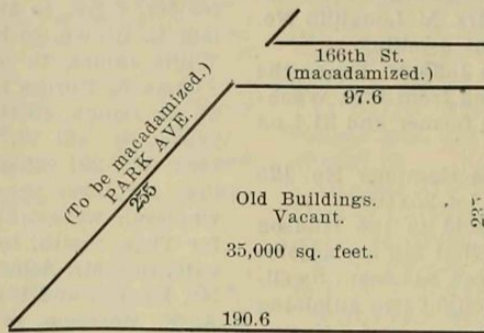 166th St.
(macadamized.)
97.6
(To be macadamized.)
PARK AVE.
255
Old Buildings.
Vacant.
35,000 sq. feet.
190.6